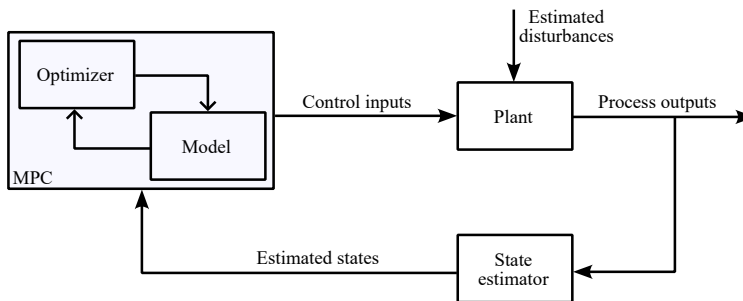 Estimated
disturbances
Optimizer
Model
MPC
Control inputs
Plant
Process outputs
Estimated states
State
estimator